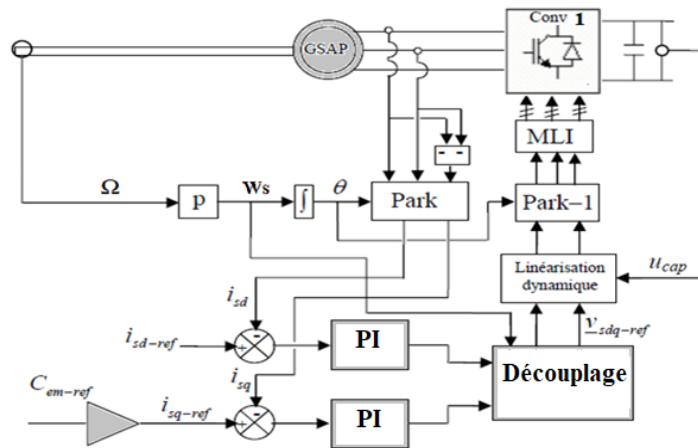 Conv 1
GSAP
MLI
- -
Ω
p
Ws
∫
θ
Park
Park-1
Linéarisation
dynamique
u_cap
i_sd
v_sdq-ref
i_sd-ref
+
-
PI
Découplage
i_sq
C_em-ref
i_sq-ref
+
-
PI